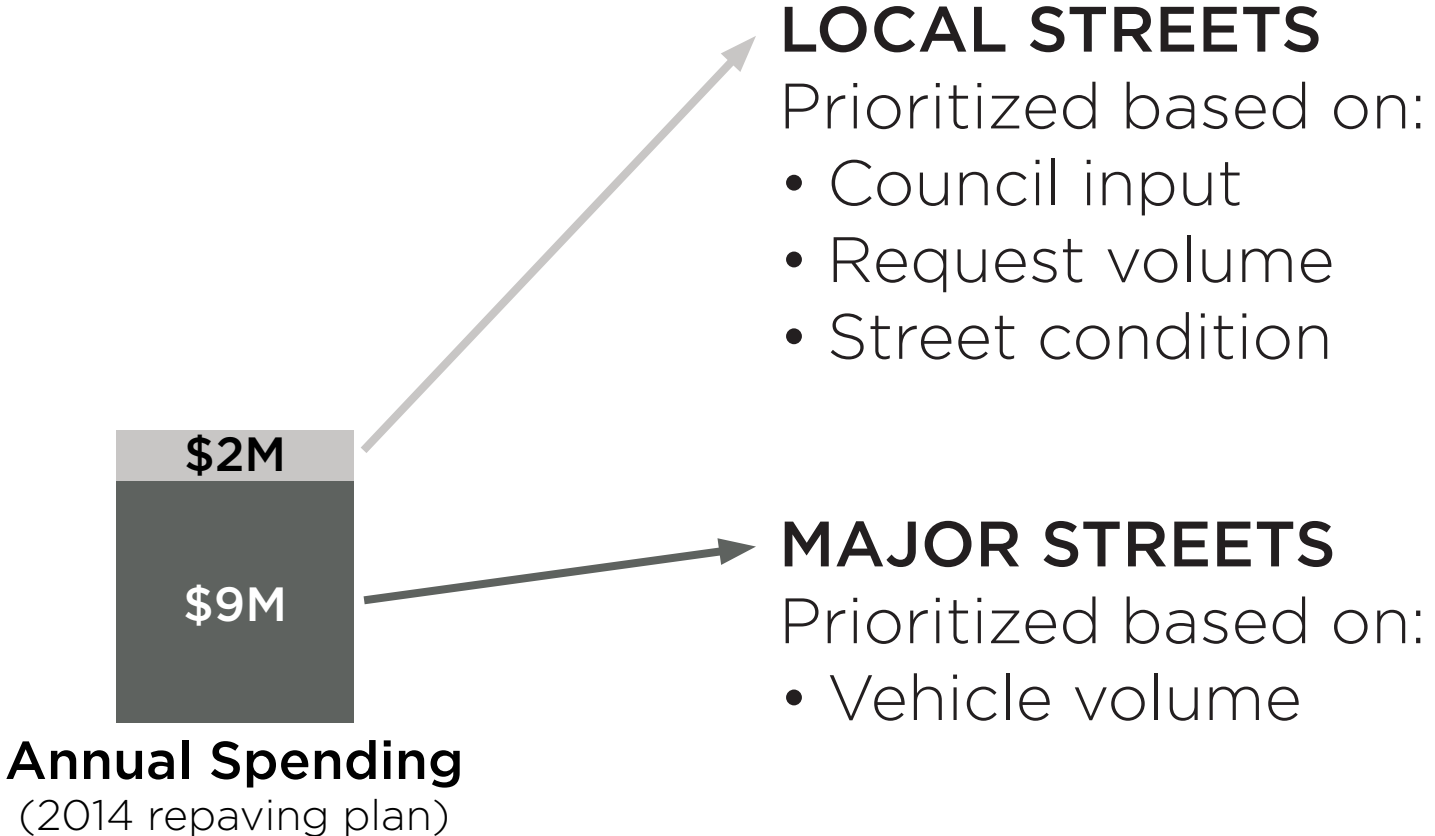 LOCAL STREETS
Prioritized based on:
• Council input
• Request volume
• Street condition
$2M
$9M
MAJOR STREETS
Prioritized based on:
• Vehicle volume
Annual Spending
(2014 repaving plan)